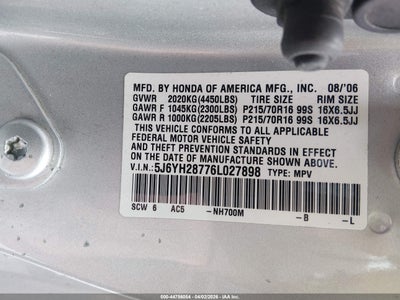 MFD. BY HONDA OF AMERICA MFG., INC. 08/'06
GVWR 2020KG(4450LBS) TIRE SIZE RIM SIZE
GAWR F 1045KG(2300LBS) P215/70R16 99S 16X6.5JJ
GAWR R 1000KG(2205LBS) P215/70R16 99S 16X6.5JJ
THIS VEHICLE CONFORMS TO ALL APPLICABLE
FEDERAL MOTOR VEHICLE SAFETY STANDARDS IN
EFFECT ON THE DATE OF MANUFACTURE SHOWN ABOVE.
V.I.N.: 5J6YH28776L027898 TYPE: MPV
SCW 6 AC5 -NH700M -B -L
500-44758054 - 04/02/2026 - IAA, Inc.